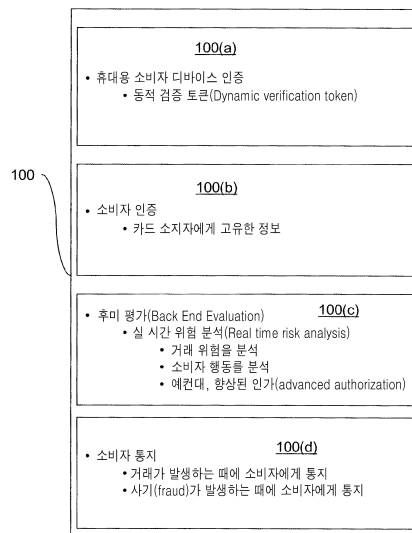 100(a)
• 휴대용 소비자 디바이스 인증
• 동적 검증 토큰(Dynamic verification token)
100
100(b)
• 소비자 인증
• 카드 소지자에게 고유한 정보
100(c)
• 후미 평가(Back End Evaluation)
• 실 시간 위험 분석(Real time risk analysis)
• 거래 위험을 분석
• 소비자 행동를 분석
• 예컨대, 향상된 인가(advanced authorization)
100(d)
• 소비자 통지
• 거래가 발생하는 때에 소비자에게 통지
• 사기(fraud)가 발생하는 때에 소비자에게 통지